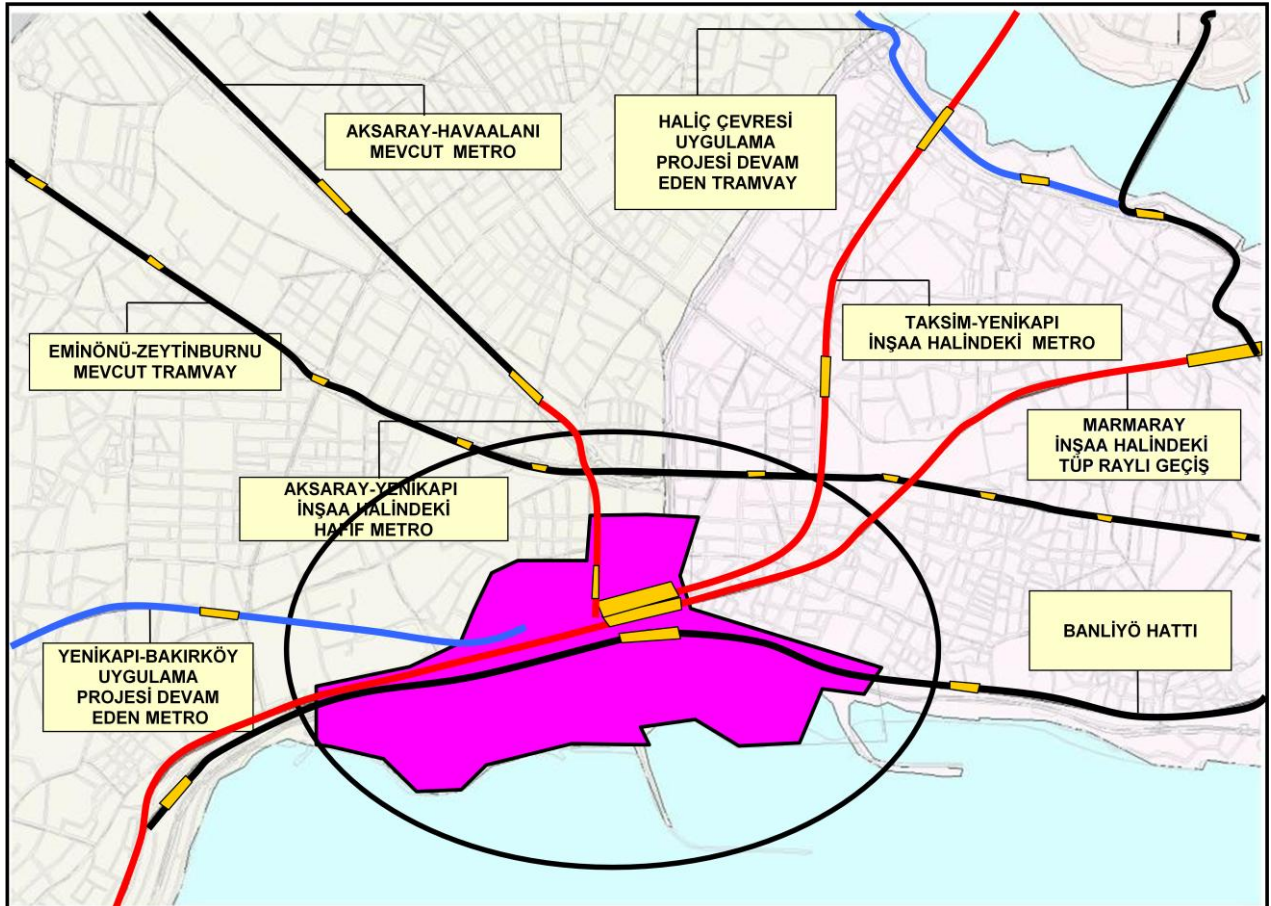 AKSARAY-HAVAALANI
MEVCUT METRO
HALİÇ ÇEVRESİ
UYGULAMA
PROJESİ DEVAM
EDEN TRAMVAY
EMİNÖNÜ-ZEYTİNBURNU
MEVCUT TRAMVAY
TAKSİM-YENİKAPI
İNŞAA HALİNDEKİ METRO
MARMARAY
İNŞAA HALİNDEKİ
TÜP RAYLI GEÇİŞ
AKSARAY-YENİKAPI
İNŞAA HALİNDEKİ
HAFİF METRO
YENİKAPI-BAKIRKÖY
UYGULAMA
PROJESİ DEVAM
EDEN METRO
BANLİYÖ HATTI